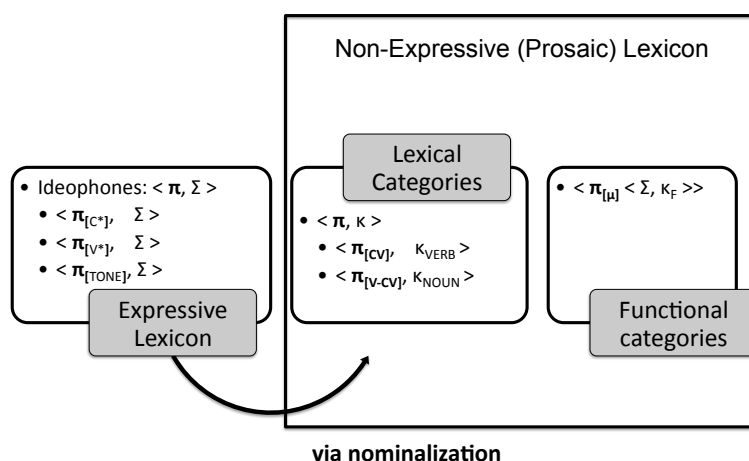 Non-Expressive (Prosaic) Lexicon
• Ideophones: < π, Σ >
• < π[C*], Σ >
• < π[V*], Σ >
• < π[TONE], Σ >
Expressive
Lexicon
Lexical
Categories
• < π, κ >
• < π[CV], κVERB >
• < π[V-CV], κNOUN >
• < π[μ] < Σ, κF >>
Functional
categories
via nominalization